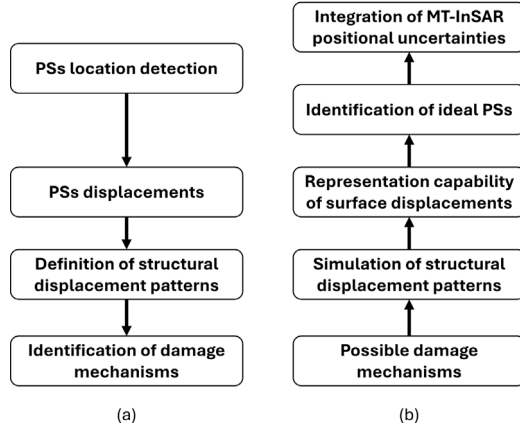 PSs location detection
PSs displacements
Definition of structural
displacement patterns
Identification of damage
mechanisms
(a)
Integration of MT-InSAR
positional uncertainties
Identification of ideal PSs
Representation capability
of surface displacements
Simulation of structural
displacement patterns
Possible damage
mechanisms
(b)